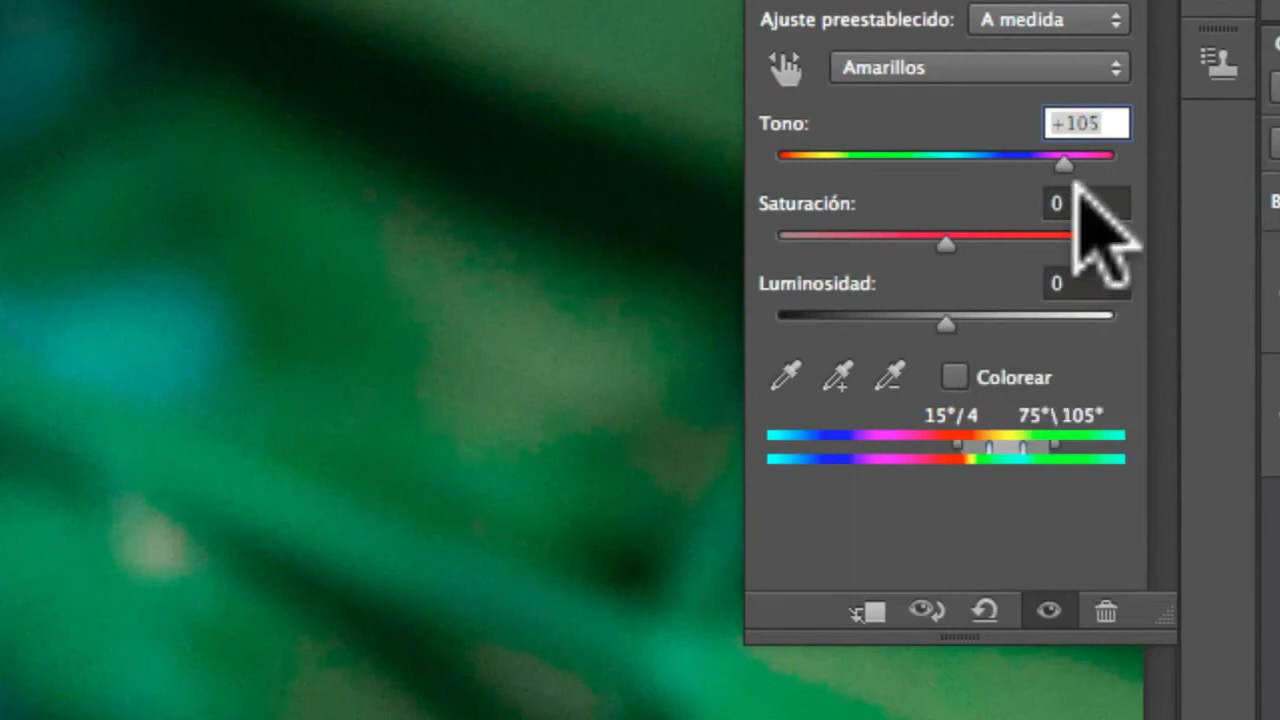 Ajuste preestablecido: A medida
Amarillos
Tono: +105
Saturación: 0
Luminosidad: 0
Colorear
15°/ 4 75°\ 105°